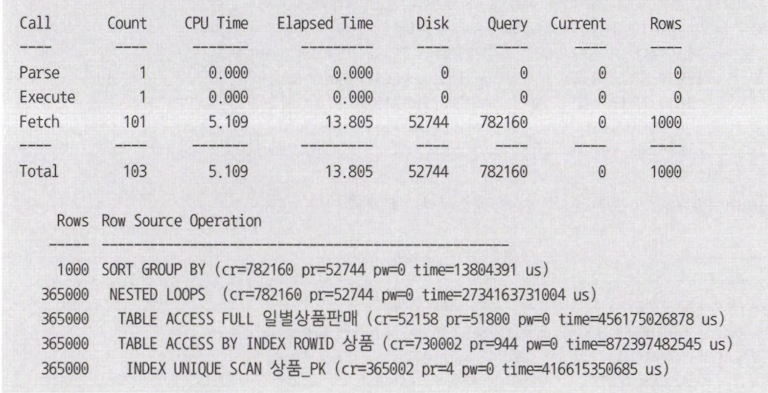 Call Count CPU Time Elapsed Time Disk Query Current Rows
---- ---- ------- ---------- ---- ---- ---- ----
Parse 1 0.000 0.000 0 0 0 0
Execute 1 0.000 0.000 0 0 0 0
Fetch 101 5.109 13.805 52744 782160 0 1000
---- ---- ------- ---------- ---- ---- ---- ----
Total 103 5.109 13.805 52744 782160 0 1000
Rows Row Source Operation
----- ---------------------------------------------------
1000 SORT GROUP BY (cr=782160 pr=52744 pw=0 time=13804391 us)
365000 NESTED LOOPS (cr=782160 pr=52744 pw=0 time=2734163731004 us)
365000 TABLE ACCESS FULL 일별상품판매 (cr=52158 pr=51800 pw=0 time=456175026878 us)
365000 TABLE ACCESS BY INDEX ROWID 상품 (cr=730002 pr=944 pw=0 time=872397482545 us)
365000 INDEX UNIQUE SCAN 상품_PK (cr=365002 pr=4 pw=0 time=416615350685 us)